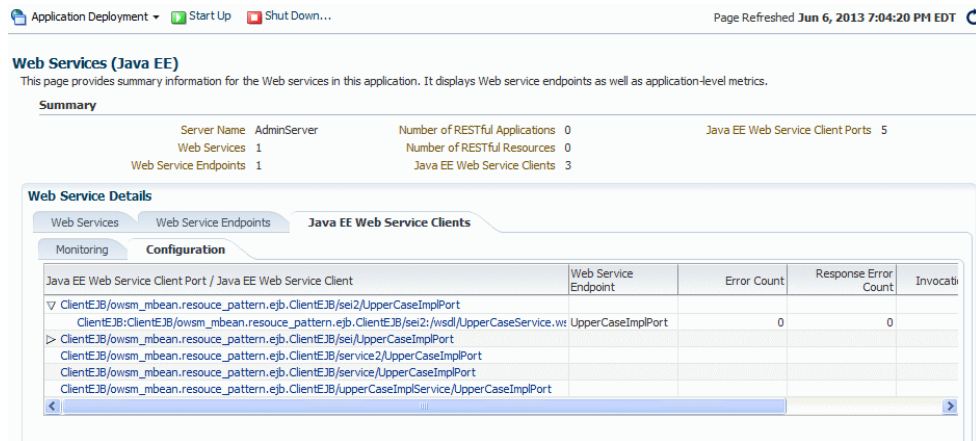 Application Deployment Start Up Shut Down... Page Refreshed Jun 6, 2013 7:04:20 PM EDT
Web Services (Java EE)
This page provides summary information for the Web services in this application. It displays Web service endpoints as well as application-level metrics.
Summary
Server Name AdminServer Number of RESTful Applications 0 Java EE Web Service Client Ports 5
Web Services 1 Number of RESTful Resources 0
Web Service Endpoints 1 Java EE Web Service Clients 3
Web Service Details
Web Services Web Service Endpoints Java EE Web Service Clients
Monitoring Configuration
Java EE Web Service Client Port / Java EE Web Service Client Web Service Endpoint Error Count Response Error Count Invocati
ClientEJB/owsm_mbean.resouce_pattern.ejb.ClientEJB/sei2/UpperCaseImplPort
ClientEJB:ClientEJB/owsm_mbean.resouce_pattern.ejb.ClientEJB/sei2:/wsdl/UpperCaseService.ws UpperCaseImplPort 0 0
ClientEJB/owsm_mbean.resouce_pattern.ejb.ClientEJB/sei/UpperCaseImplPort
ClientEJB/owsm_mbean.resouce_pattern.ejb.ClientEJB/service2/UpperCaseImplPort
ClientEJB/owsm_mbean.resouce_pattern.ejb.ClientEJB/service/UpperCaseImplPort
ClientEJB/owsm_mbean.resouce_pattern.ejb.ClientEJB/upperCaseImplService/UpperCaseImplPort